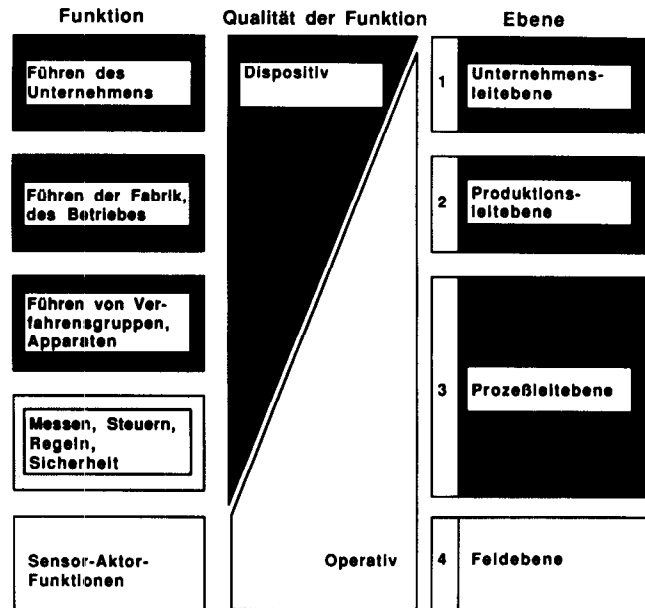 Funktion
Qualität der Funktion
Ebene
Führen des
Unternehmens
Dispositiv
1
Unternehmens-
leitebene
Führen der Fabrik,
des Betriebes
2
Produktions-
leitebene
Führen von Ver-
fahrensgruppen,
Apparaten
3
Prozeßleitebene
Messen, Steuern,
Regeln,
Sicherheit
Sensor-Aktor-
Funktionen
Operativ
4
Feldebene